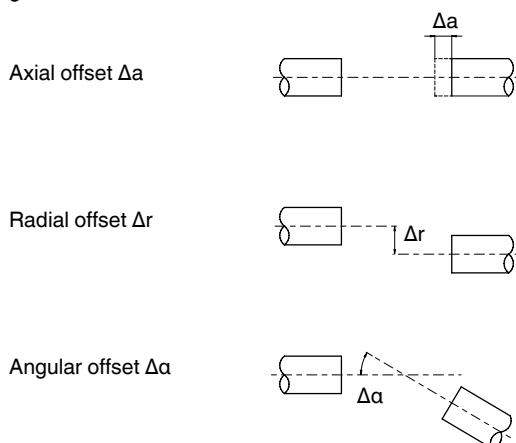 Δa
Axial offset Δa
Radial offset Δr
Δr
Angular offset Δα
Δα